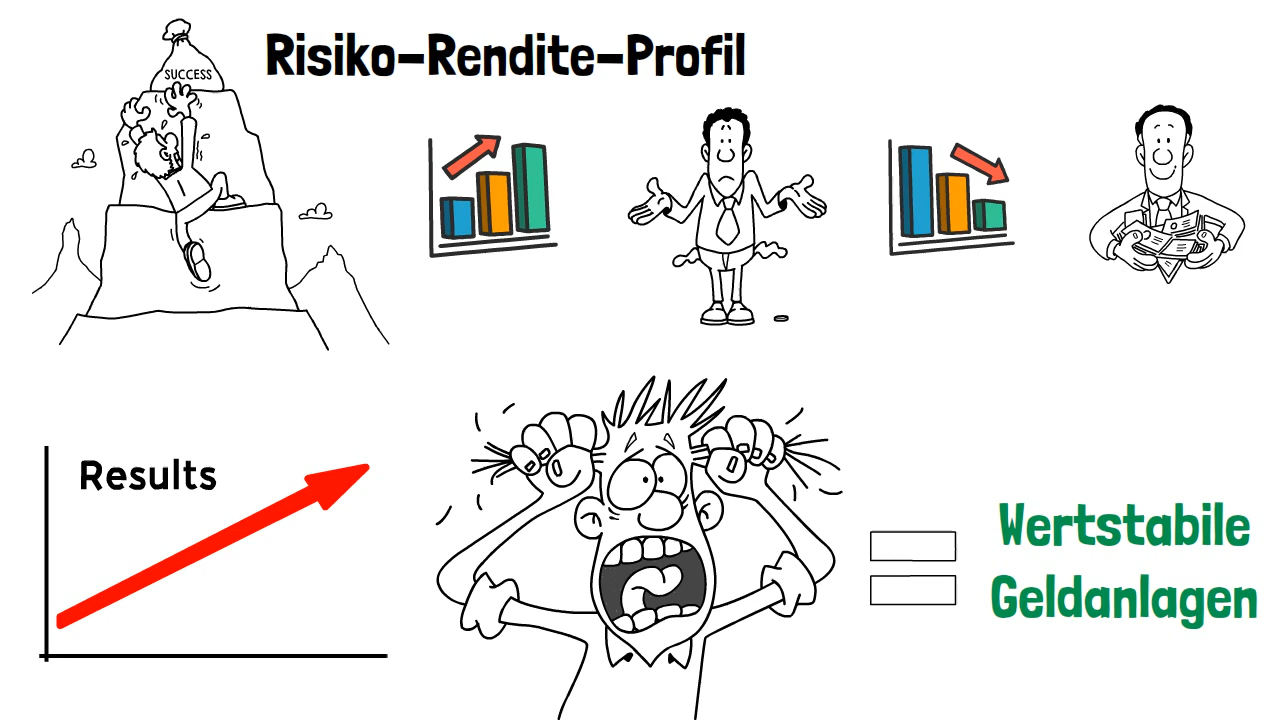 Risiko-Rendite-Profil
SUCCESS
Results
Wertstabile
Geldanlagen